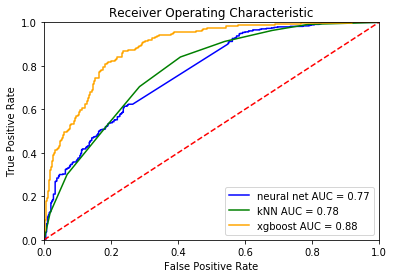 Receiver Operating Characteristic
True Positive Rate
1.0
0.8
0.6
0.4
0.2
0.0
neural net AUC = 0.77
kNN AUC = 0.78
xgboost AUC = 0.88
0.0 0.2 0.4 0.6 0.8 1.0
False Positive Rate